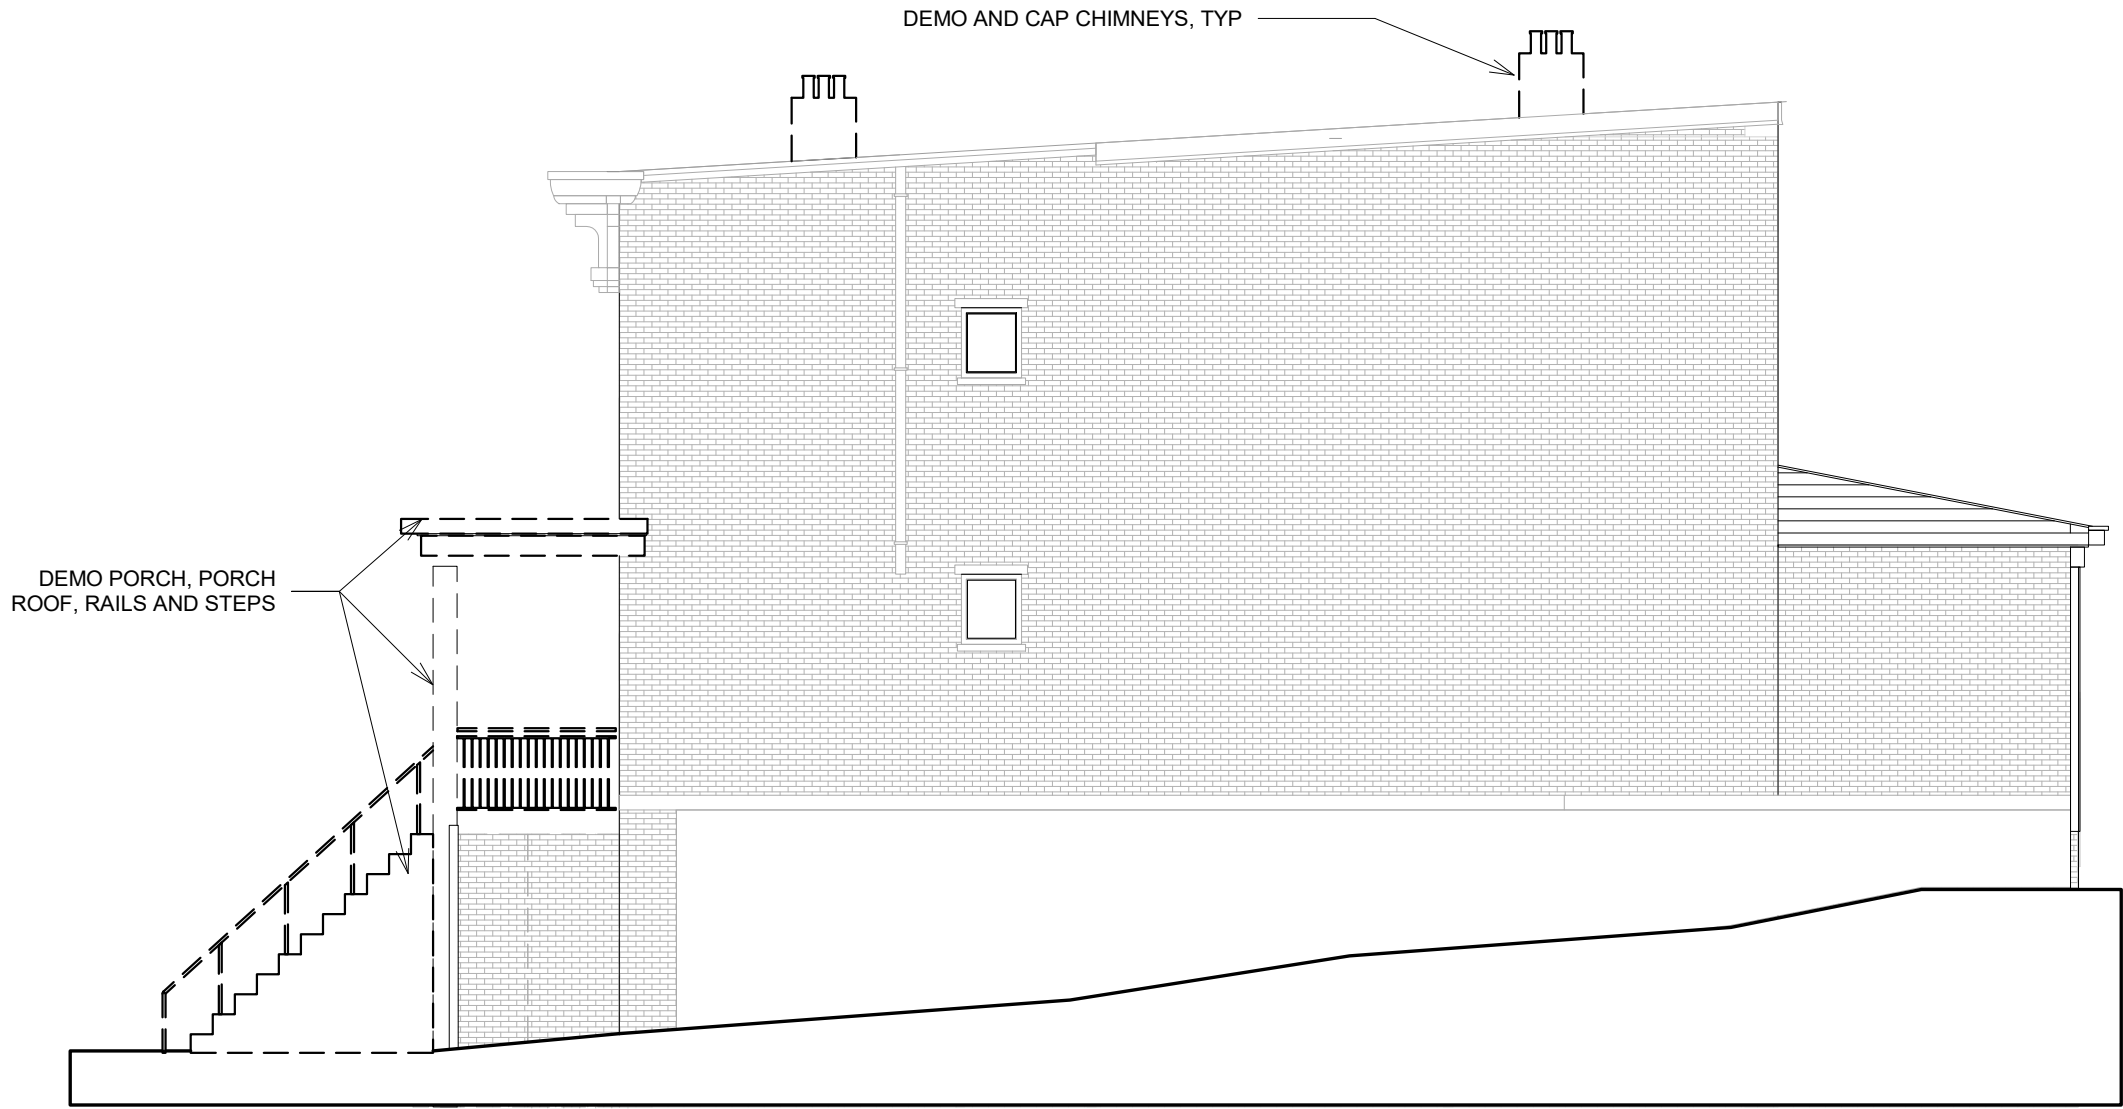 DEMO AND CAP CHIMNEYS, TYP
DEMO PORCH, PORCH
ROOF, RAILS AND STEPS